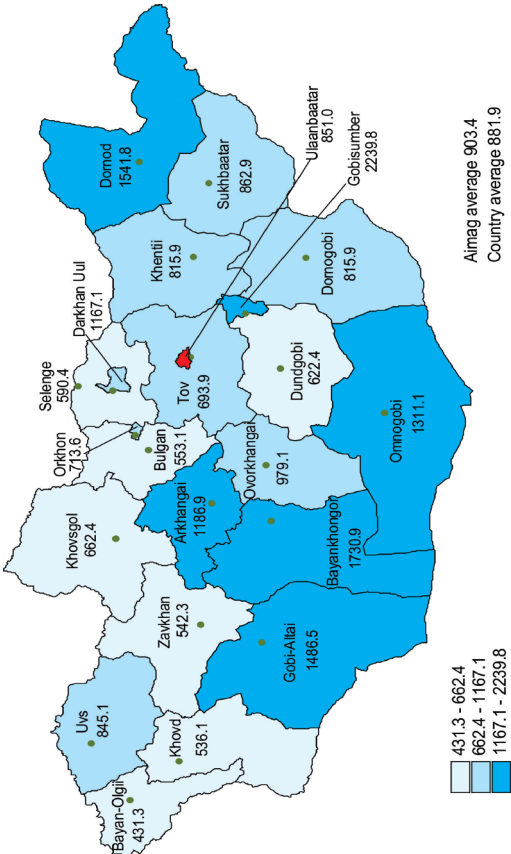 Bayan-Olgii
431.3
Uvs
845.1
Khovd
536.1
Zavkhan
542.3
Gobi-Altai
1486.5
Khovsgol
662.4
Arkhangai
1186.9
Bayankhongor
1730.9
Orkhon
713.6
Bulgan
553.1
Ovorkhangai
979.1
Selenge
590.4
Darkhan Uul
1167.1
Tov
693.9
Dundgobi
622.4
Omnogobi
1311.1
Khentii
815.9
Dornogobi
815.9
Dornod
1541.8
Sukhbaatar
862.9
Ulaanbaatar
851.0
Gobisumber
2239.8
Aimag average 903.4
Country average 881.9
431.3 - 662.4
662.4 - 1167.1
1167.1 - 2239.8